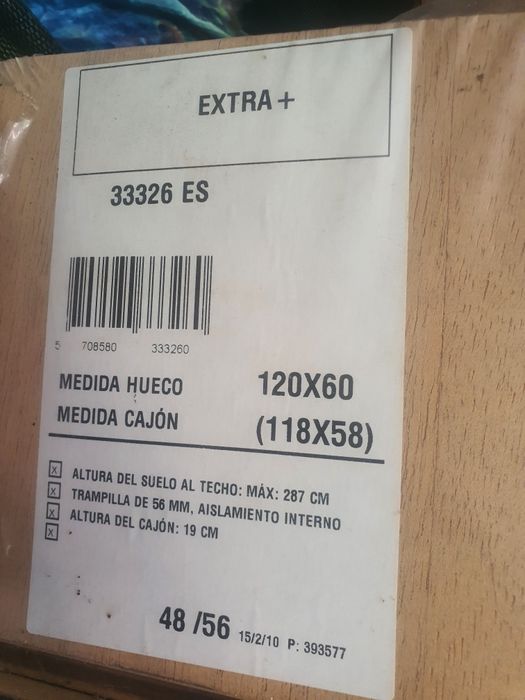 EXTRA+
33326 ES
5 708580 333260
MEDIDA HUECO 120X60
MEDIDA CAJÓN (118X58)
X ALTURA DEL SUELO AL TECHO: MÁX: 287 CM
X TRAMPILLA DE 56 MM, AISLAMIENTO INTERNO
X ALTURA DEL CAJÓN: 19 CM
X
48 /56 15/2/10 P: 393577